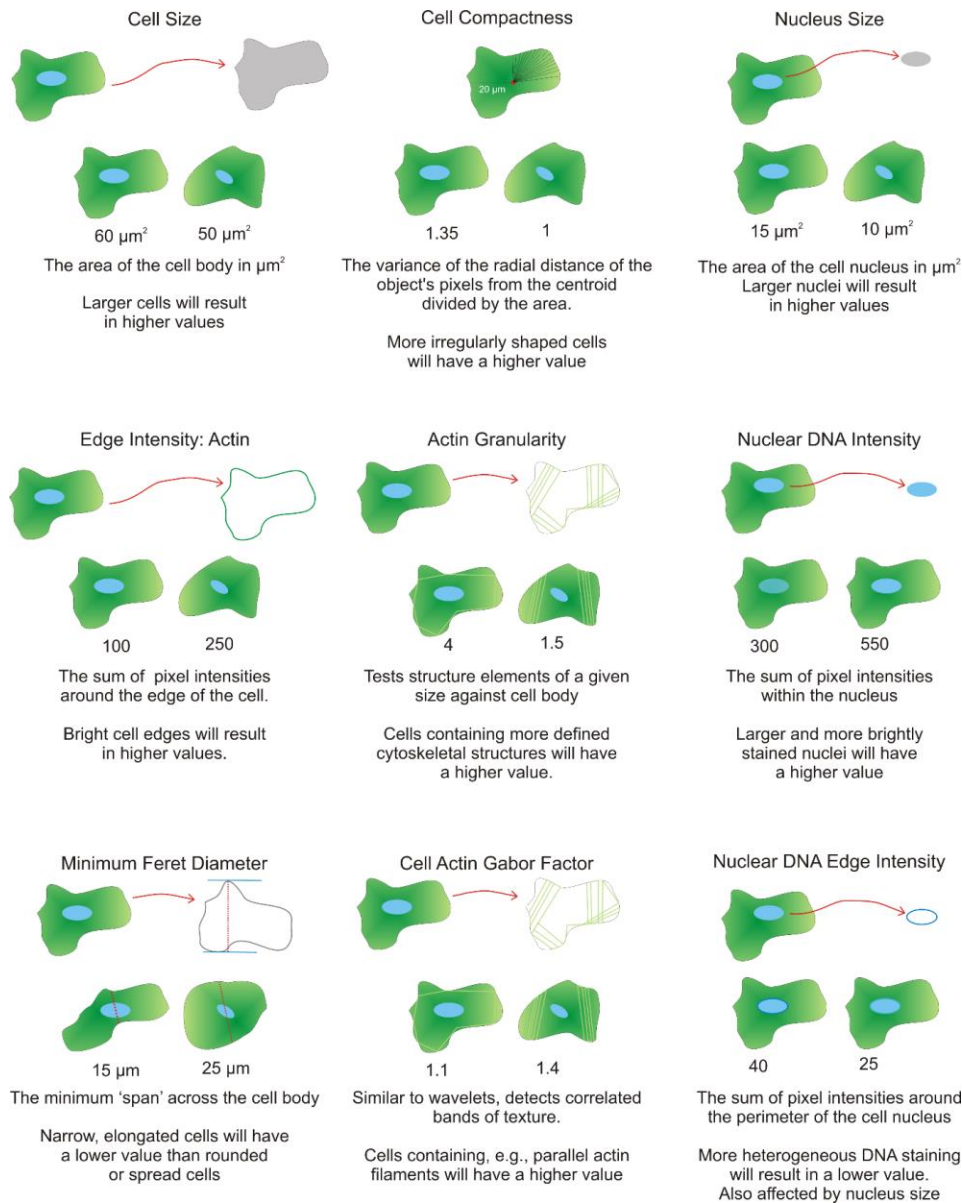 Cell Size
20 µm
60 µm²
50 µm²
The area of the cell body in µm²
Larger cells will result
in higher values
Cell Compactness
1.35
1
The variance of the radial distance of the
object's pixels from the centroid
divided by the area.
More irregularly shaped cells
will have a higher value
Nucleus Size
15 µm²
10 µm²
The area of the cell nucleus in µm²
Larger nuclei will result
in higher values
Edge Intensity: Actin
100
250
The sum of pixel intensities
around the edge of the cell.
Bright cell edges will result
in higher values.
Actin Granularity
4
1.5
Tests structure elements of a given
size against cell body
Cells containing more defined
cytoskeletal structures will have
a higher value.
Nuclear DNA Intensity
300
550
The sum of pixel intensities
within the nucleus
Larger and more brightly
stained nuclei will have
a higher value
Minimum Feret Diameter
15 µm
25 µm
The minimum ‘span’ across the cell body
Narrow, elongated cells will have
a lower value than rounded
or spread cells
Cell Actin Gabor Factor
1.1
1.4
Similar to wavelets, detects correlated
bands of texture.
Cells containing, e.g., parallel actin
filaments will have a higher value
Nuclear DNA Edge Intensity
40
25
The sum of pixel intensities around
the perimeter of the cell nucleus
More heterogeneous DNA staining
will result in a lower value.
Also affected by nucleus size